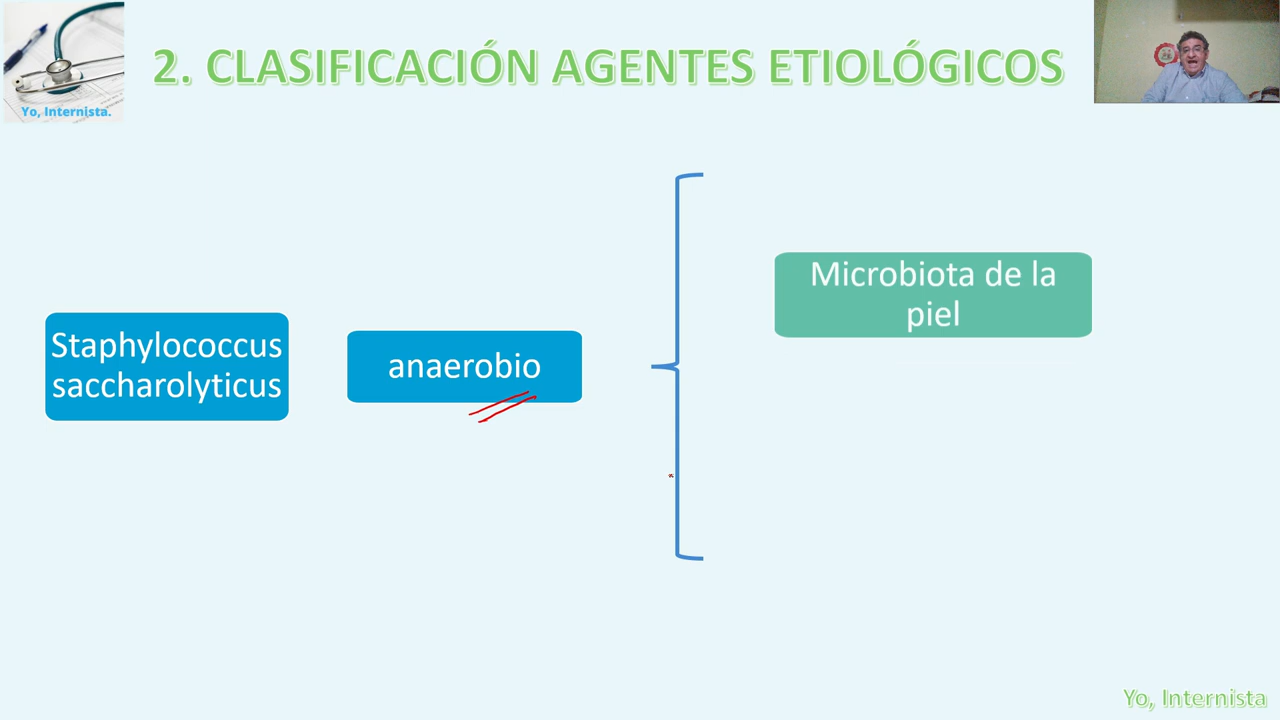 2. CLASIFICACIÓN AGENTES ETIOLÓGICOS
Yo, Internista.
Staphylococcus
saccharolyticus
anaerobio
Microbiota de la
piel
Yo, Internista